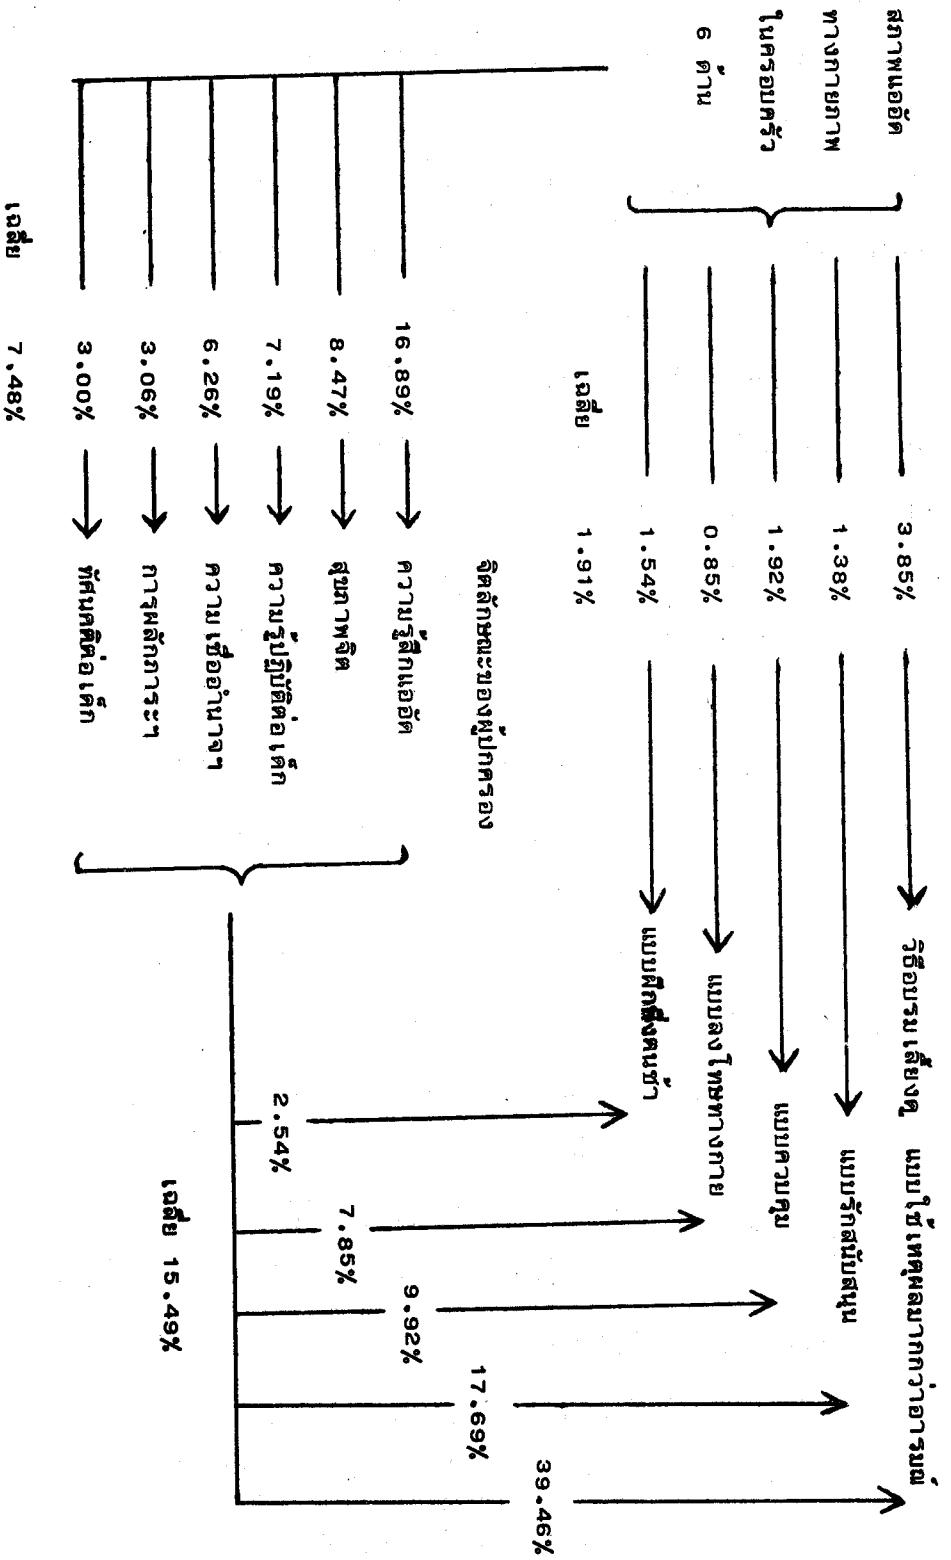 สภาพแออัด
ทางกายภาพ
ในครอบครัว
6 ด้าน
3.85%
1.38%
1.92%
0.85%
1.54%
เฉลี่ย 1.91%
วิธีอบรมเลี้ยงดู แบบใช้เหตุผลมากกว่าอารมณ์
แบบรักสนับสนุน
แบบควบคุม
แบบลงโทษทางกาย
แบบฝึกพึ่งตนช้า
จิตลักษณะของผู้ปกครอง
16.89% ความรู้สึกแออัด
8.47% สุขภาพจิต
7.19% ความรู้ปฏิบัติต่อเด็ก
6.26% ความเชื่ออำนาจฯ
3.06% การผลักภาระฯ
3.00% ทัศนคติต่อเด็ก
เฉลี่ย 7.48%
2.54%
7.85%
9.92%
17.69%
39.46%
เฉลี่ย 15.49%